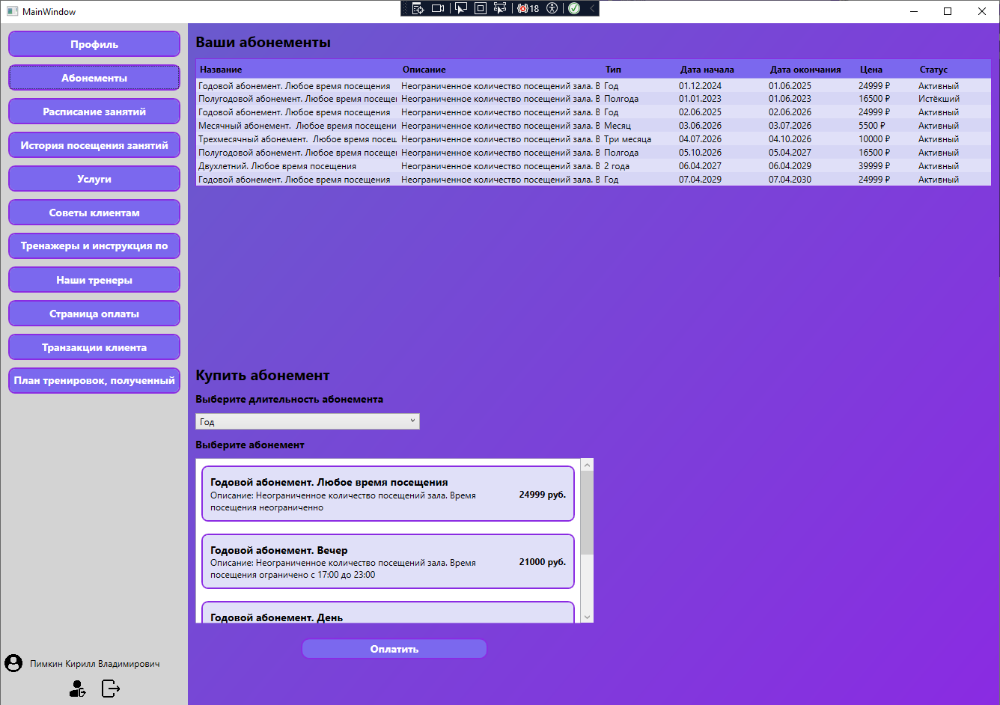 MainWindow
18
Профиль
Абонементы
Расписание занятий
История посещения занятий
Услуги
Советы клиентам
Тренажеры и инструкция по
Наши тренеры
Страница оплаты
Транзакции клиента
План тренировок, полученный
Пимкин Кирилл Владимирович
Ваши абонементы
Название Описание Тип Дата начала Дата окончания Цена Статус
Годовой абонемент. Любое время посещения Неограниченное количество посещений зала. В Год 01.12.2024 01.06.2025 24999 ₽ Активный
Полугодовой абонемент. Любое время посеще Неограниченное количество посещений зала. В Полгода 01.01.2023 01.06.2023 16500 ₽ Истёкший
Годовой абонемент. Любое время посещения Неограниченное количество посещений зала. В Год 02.06.2025 02.06.2026 24999 ₽ Активный
Месячный абонемент. Любое время посещени Неограниченное количество посещений зала. В Месяц 03.06.2026 03.07.2026 5500 ₽ Активный
Трехмесячный абонемент. Любое время посещ Неограниченное количество посещений зала. В Три месяца 04.07.2026 04.10.2026 10000 ₽ Активный
Полугодовой абонемент. Любое время посеще Неограниченное количество посещений зала. В Полгода 05.10.2026 05.04.2027 16500 ₽ Активный
Двухлетний. Любое время посещения Неограниченное количество посещений зала. В 2 года 06.04.2027 06.04.2029 39999 ₽ Активный
Годовой абонемент. Любое время посещения Неограниченное количество посещений зала. В Год 07.04.2029 07.04.2030 24999 ₽ Активный
Купить абонемент
Выберите длительность абонемента
Год
Выберите абонемент
Годовой абонемент. Любое время посещения
Описание: Неограниченное количество посещений зала. Время
посещения неограниченно
24999 руб.
Годовой абонемент. Вечер
Описание: Неограниченное количество посещений зала. Время
посещения ограничено с 17:00 до 23:00
21000 руб.
Годовой абонемент. День
Оплатить